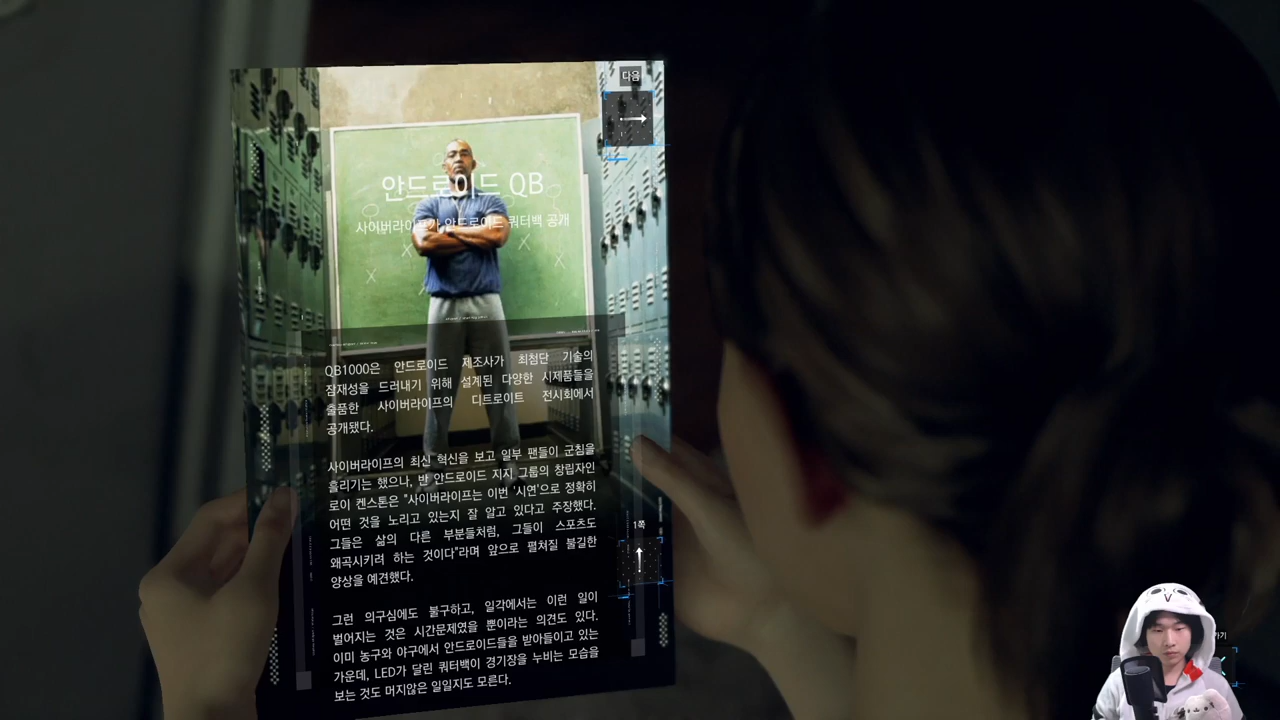 다음
안드로이드 QB
사이버라이프가 안드로이드 쿼터백 공개
QB1000은 안드로이드 제조사가 최첨단 기술의
잠재성을 드러내기 위해 설계된 다양한 시제품들을
출품한 사이버라이프의 디트로이트 전시회에서
공개됐다.
사이버라이프의 최신 혁신을 보고 일부 팬들이 군침을
흘리기는 했으나, 반 안드로이드 지지 그룹의 창립자인
로이 켄스톤은 "사이버라이프는 이번 '시연'으로 정확히
어떤 것을 노리고 있는지 잘 알고 있다고 주장했다.
그들은 삶의 다른 부분들처럼, 그들이 스포츠도
왜곡시키려 하는 것이다"라며 앞으로 펼쳐질 불길한
양상을 예견했다.
그런 의구심에도 불구하고, 일각에서는 이런 일이
벌어지는 것은 시간문제였을 뿐이라는 의견도 있다.
이미 농구와 야구에서 안드로이드들을 받아들이고 있는
가운데, LED가 달린 쿼터백이 경기장을 누비는 모습을
보는 것도 머지않은 일일지도 모른다.
1쪽